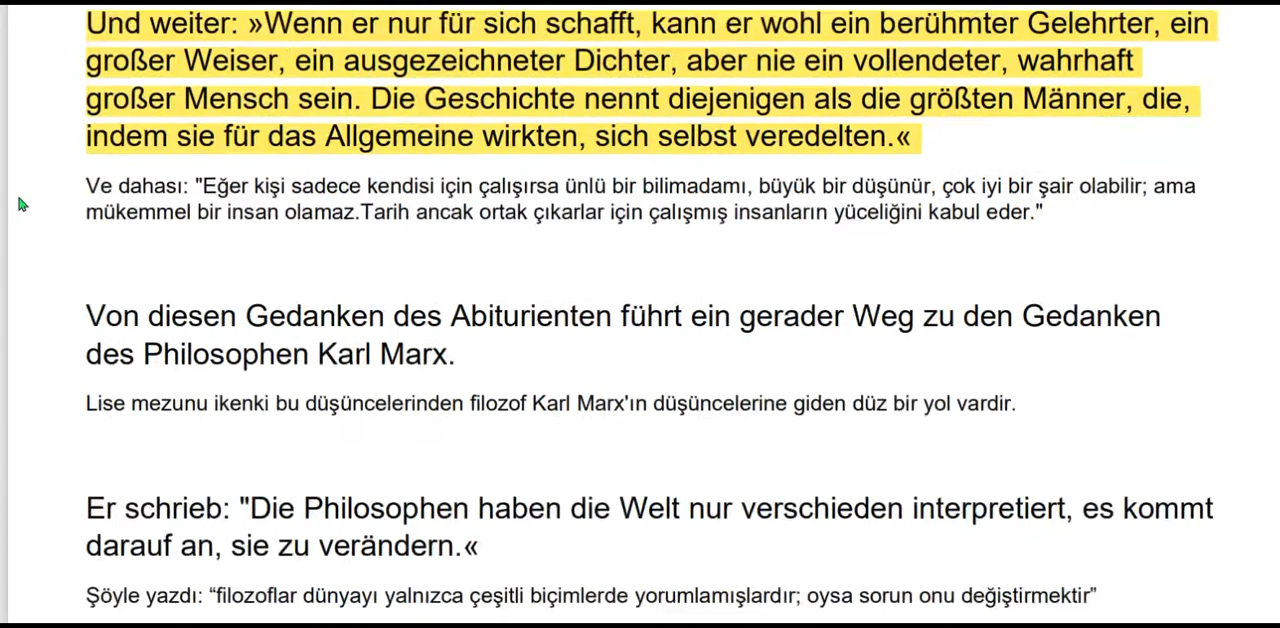 Und weiter: »Wenn er nur für sich schafft, kann er wohl ein berühmter Gelehrter, ein
großer Weiser, ein ausgezeichneter Dichter, aber nie ein vollendeter, wahrhaft
großer Mensch sein. Die Geschichte nennt diejenigen als die größten Männer, die,
indem sie für das Allgemeine wirkten, sich selbst veredelten.«
Ve dahası: "Eğer kişi sadece kendisi için çalışırsa ünlü bir bilimadamı, büyük bir düşünür, çok iyi bir şair olabilir; ama
mükemmel bir insan olamaz.Tarih ancak ortak çıkarlar için çalışmış insanların yüceliğini kabul eder."
Von diesen Gedanken des Abiturienten führt ein gerader Weg zu den Gedanken
des Philosophen Karl Marx.
Lise mezunu ikenki bu düşüncelerinden filozof Karl Marx'ın düşüncelerine giden düz bir yol vardir.
Er schrieb: "Die Philosophen haben die Welt nur verschieden interpretiert, es kommt
darauf an, sie zu verändern.«
Şöyle yazdı: “filozoflar dünyayı yalnızca çeşitli biçimlerde yorumlamışlardır; oysa sorun onu değiştirmektir”